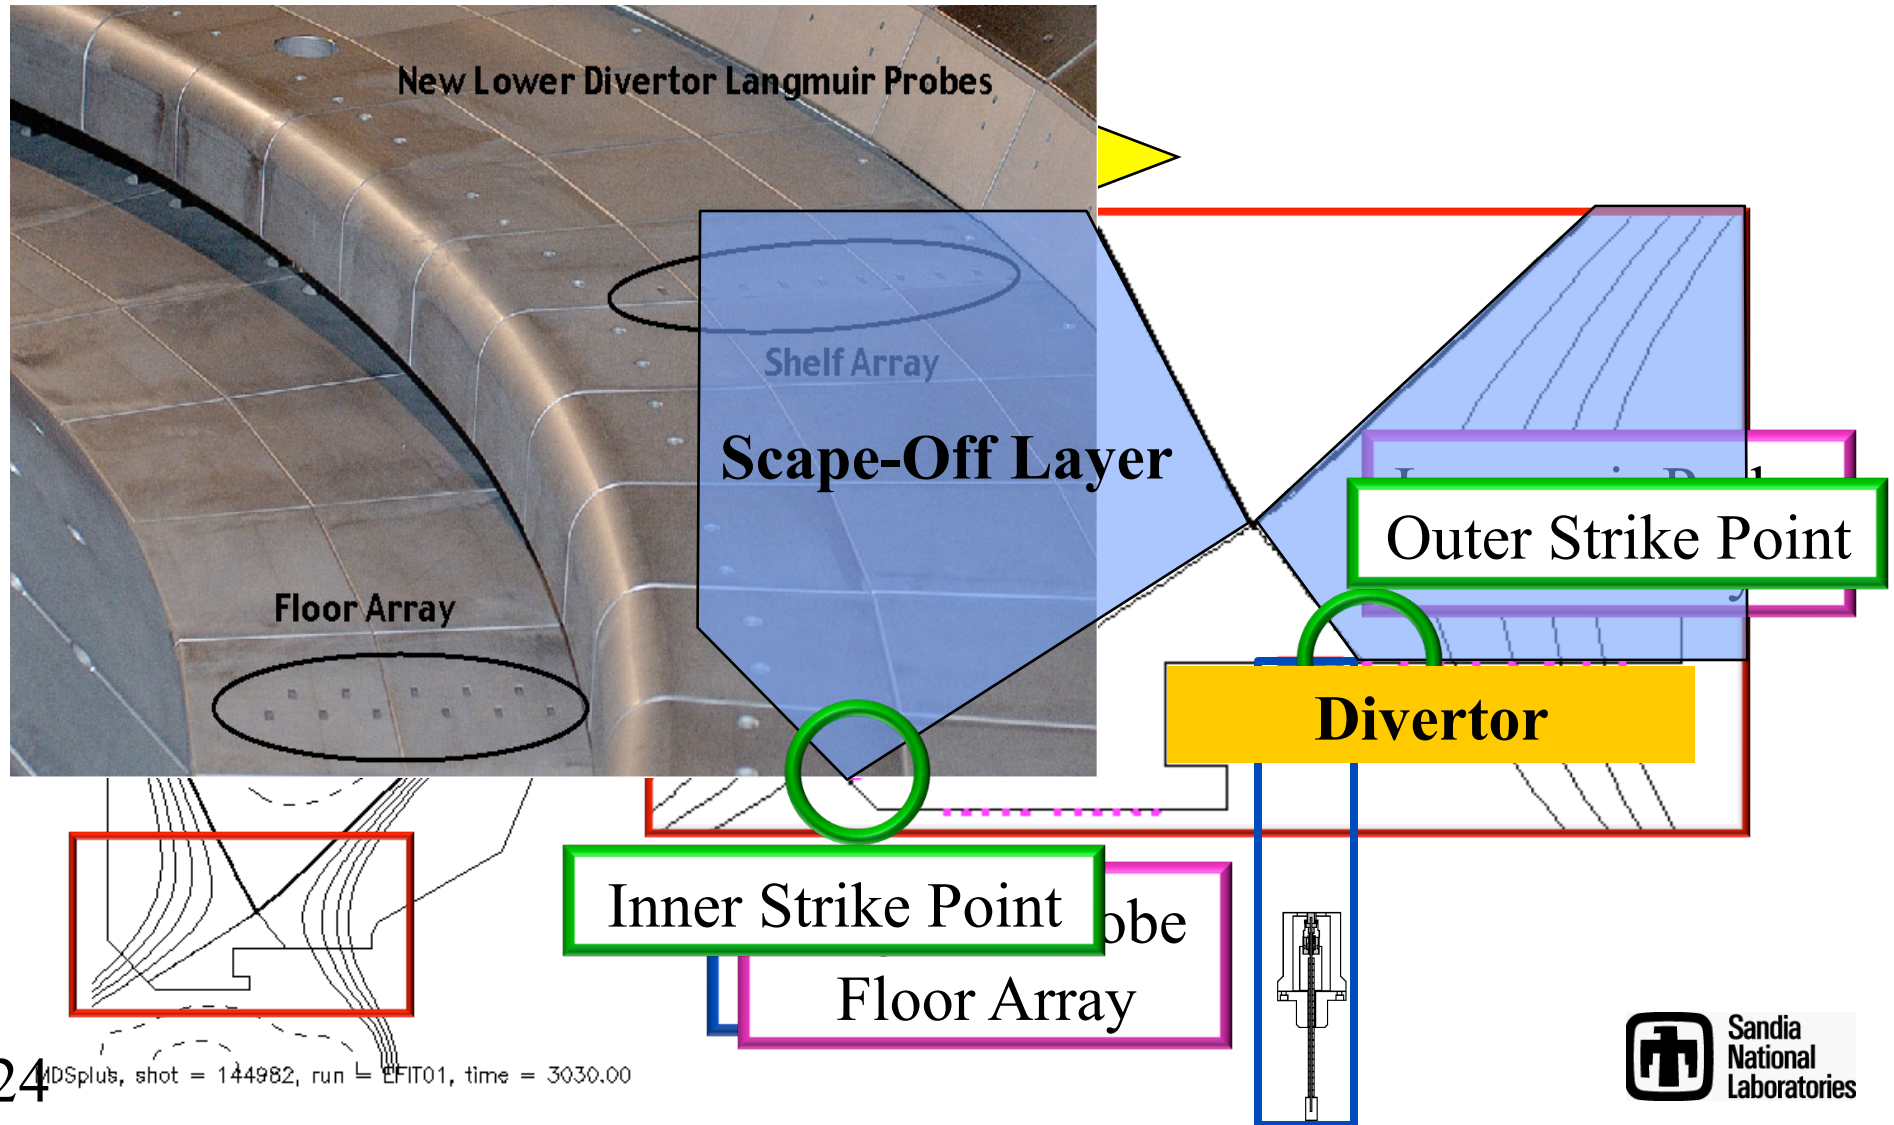 New Lower Divertor Langmuir Probes
Shelf Array
Scape-Off Layer
Outer Strike Point
Floor Array
Divertor
Inner Strike Point
Floor Array
24
MDSplus, shot = 144982, run = EFIT01, time = 3030.00
Sandia
National
Laboratories